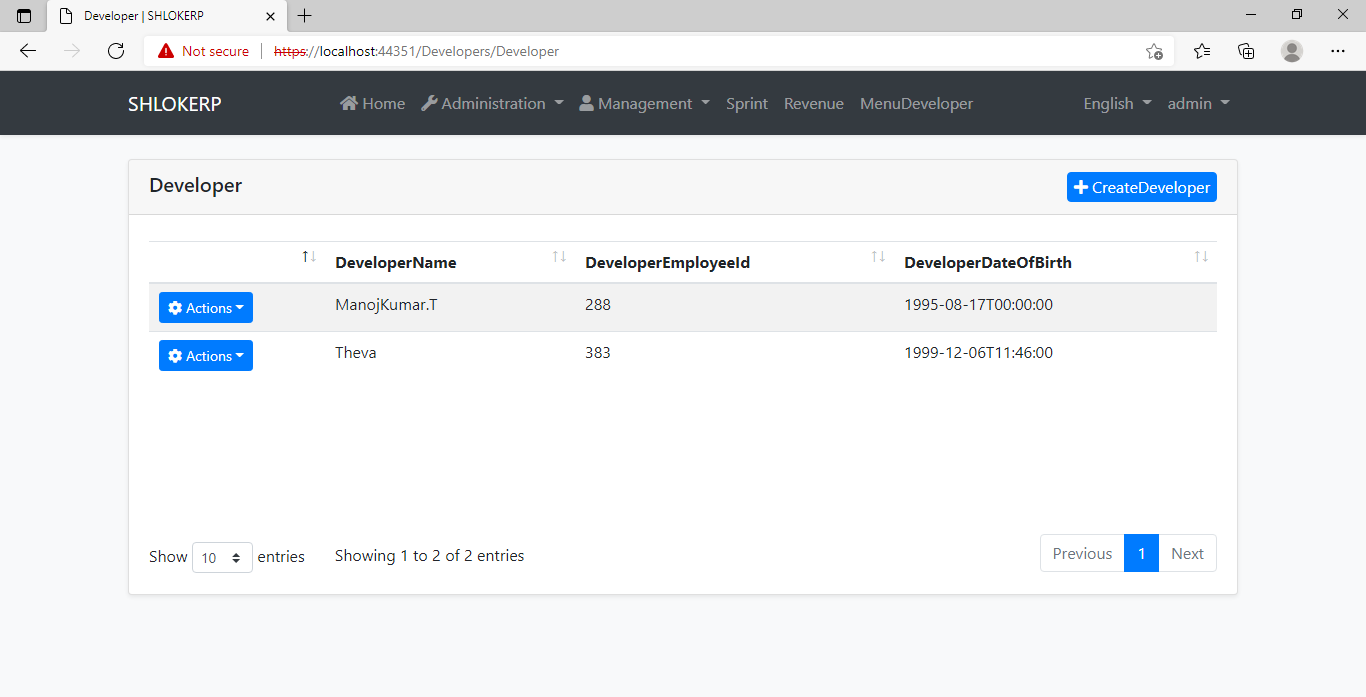 Developer | SHLOKERP
Not secure https://localhost:44351/Developers/Developer
SHLOKERP Home Administration Management Sprint Revenue MenuDeveloper English admin
Developer CreateDeveloper
DeveloperName DeveloperEmployeeId DeveloperDateOfBirth
Actions ManojKumar.T 288 1995-08-17T00:00:00
Actions Theva 383 1999-12-06T11:46:00
Show 10 entries Showing 1 to 2 of 2 entries Previous 1 Next